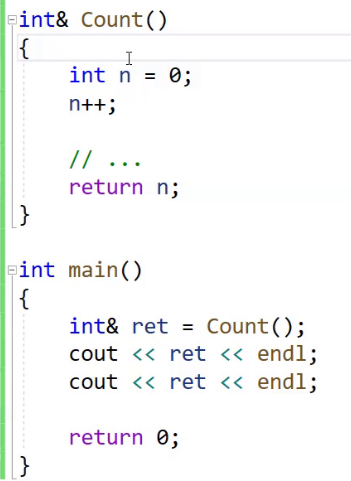 int& Count()
{
int n = 0;
n++;
// ...
return n;
}
int main()
{
int& ret = Count();
cout << ret << endl;
cout << ret << endl;
return 0;
}